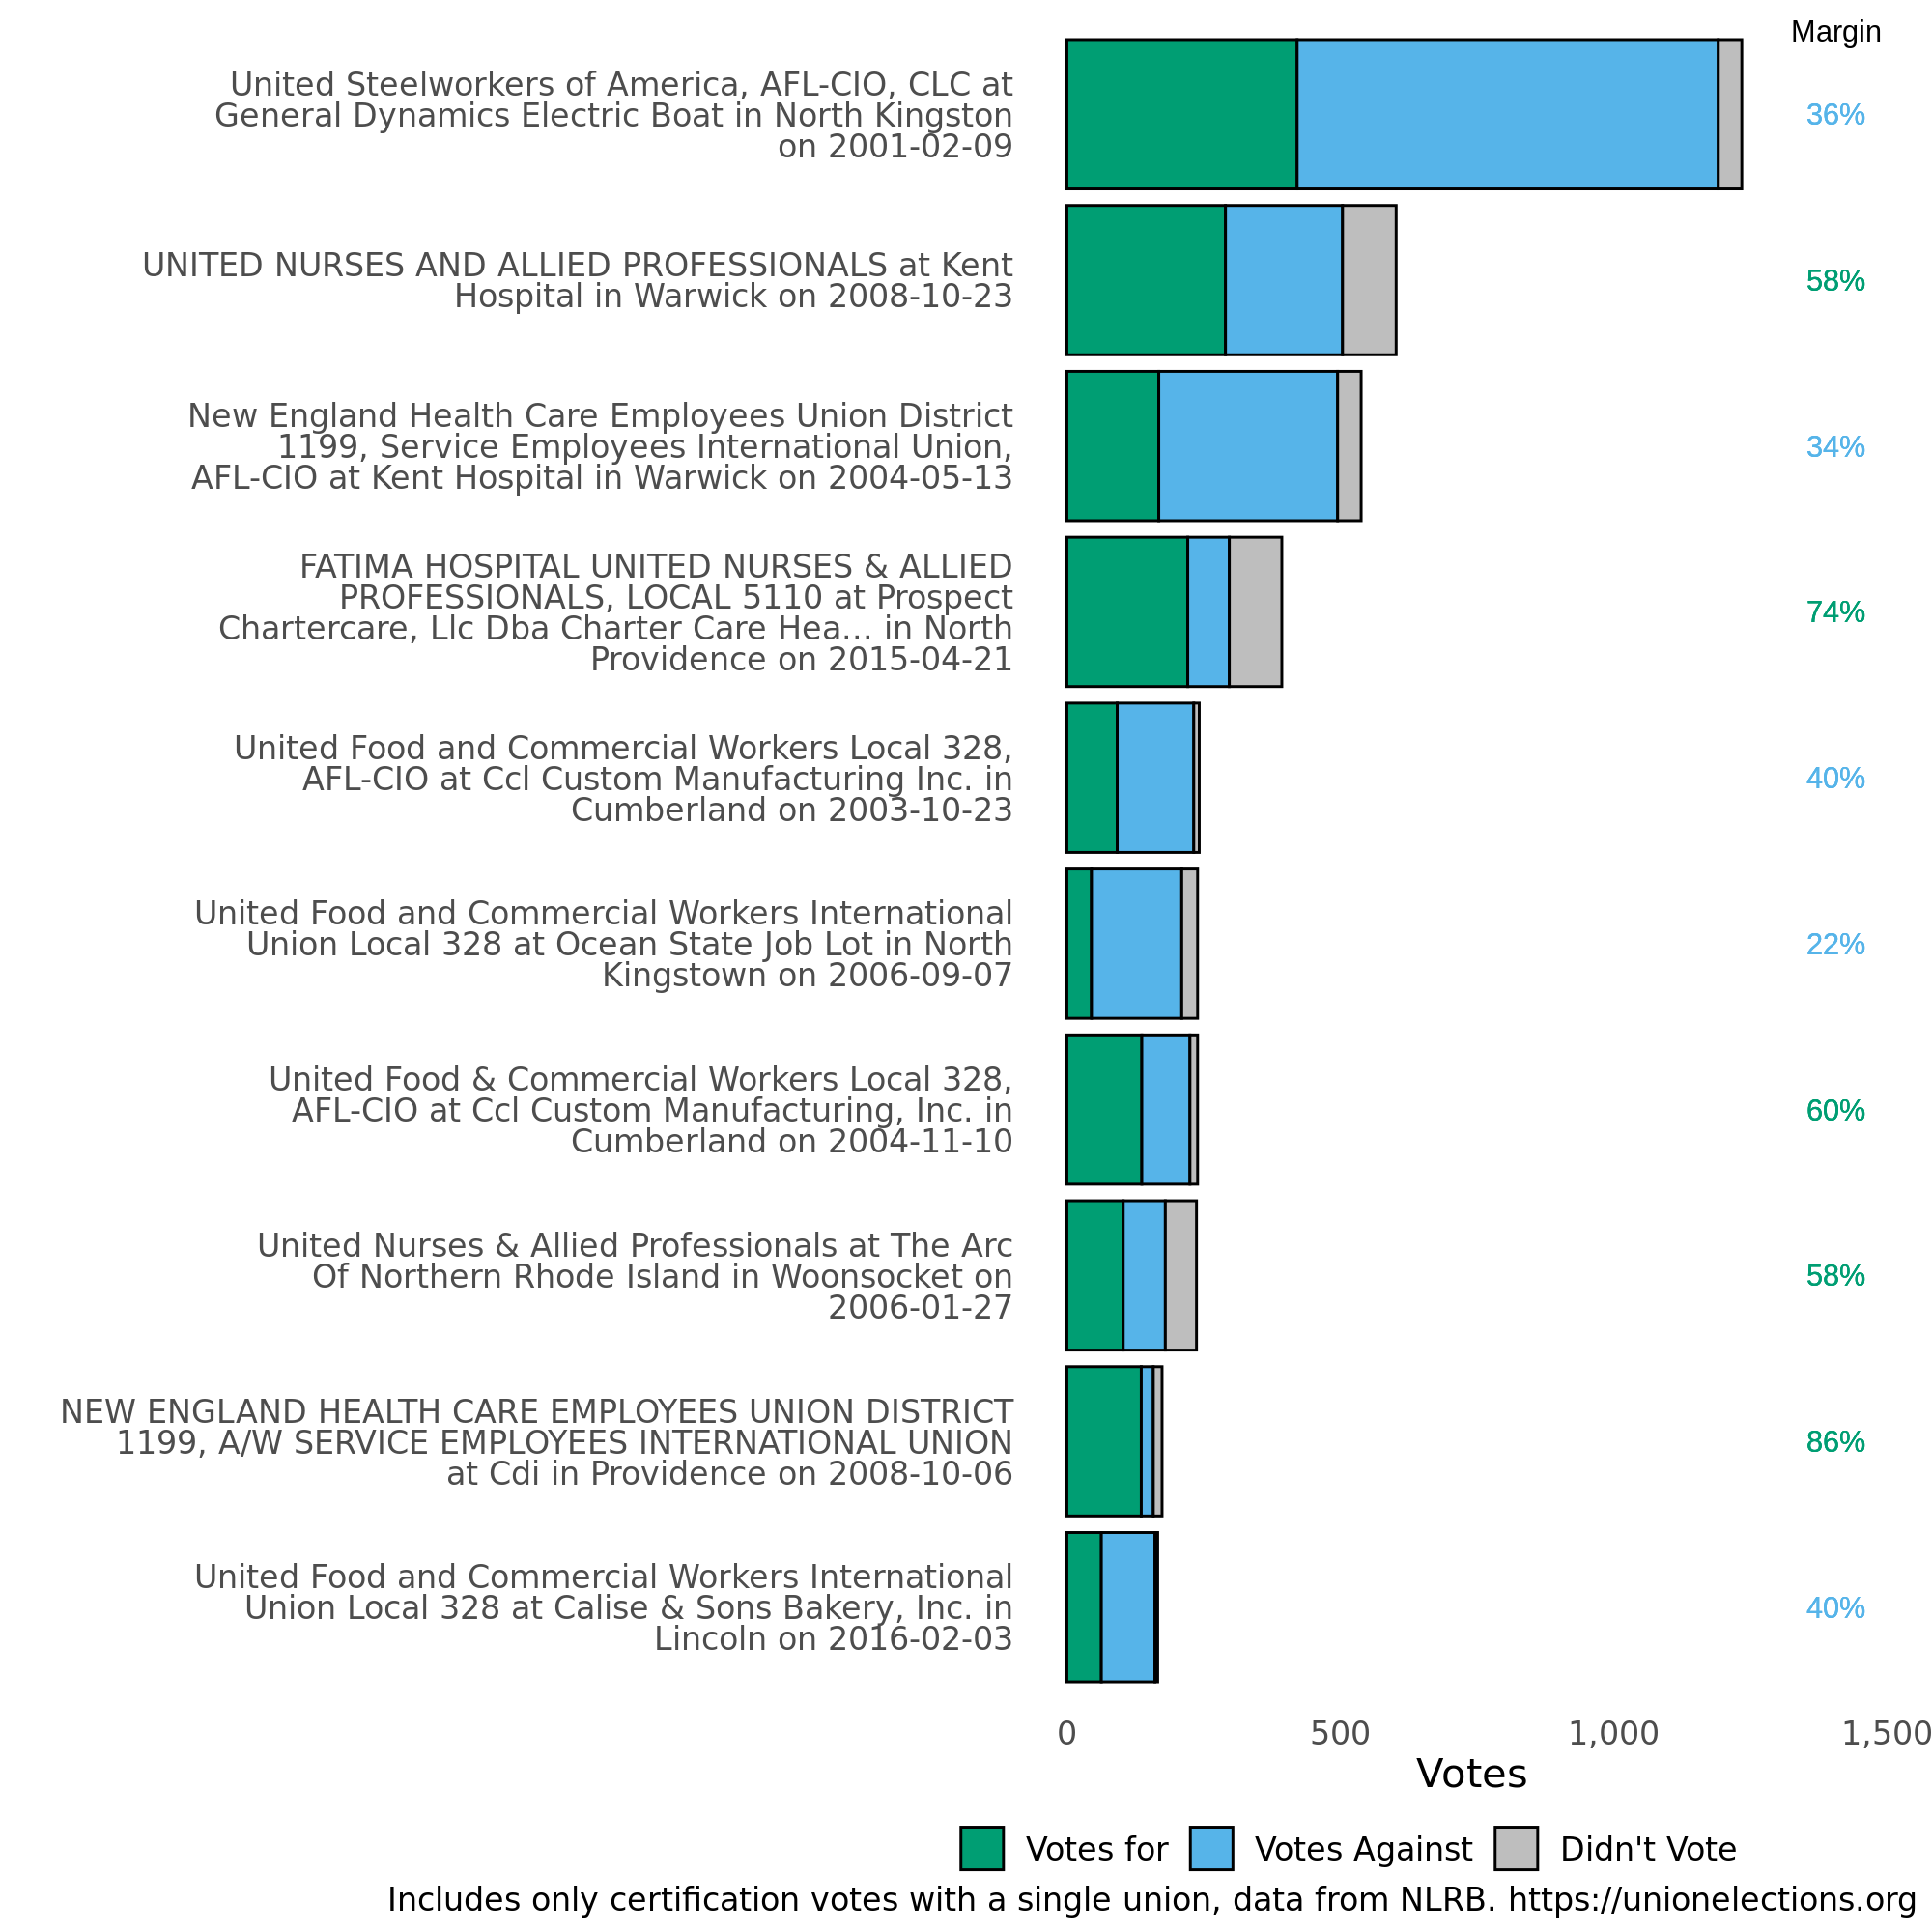 Margin
United Steelworkers of America, AFL-CIO, CLC at
General Dynamics Electric Boat in North Kingston
on 2001-02-09
36%
UNITED NURSES AND ALLIED PROFESSIONALS at Kent
Hospital in Warwick on 2008-10-23
58%
New England Health Care Employees Union District
1199, Service Employees International Union,
AFL-CIO at Kent Hospital in Warwick on 2004-05-13
34%
FATIMA HOSPITAL UNITED NURSES & ALLIED
PROFESSIONALS, LOCAL 5110 at Prospect
Chartercare, Llc Dba Charter Care Hea... in North
Providence on 2015-04-21
74%
United Food and Commercial Workers Local 328,
AFL-CIO at Ccl Custom Manufacturing Inc. in
Cumberland on 2003-10-23
40%
United Food and Commercial Workers International
Union Local 328 at Ocean State Job Lot in North
Kingstown on 2006-09-07
22%
United Food & Commercial Workers Local 328,
AFL-CIO at Ccl Custom Manufacturing, Inc. in
Cumberland on 2004-11-10
60%
United Nurses & Allied Professionals at The Arc
Of Northern Rhode Island in Woonsocket on
2006-01-27
58%
NEW ENGLAND HEALTH CARE EMPLOYEES UNION DISTRICT
1199, A/W SERVICE EMPLOYEES INTERNATIONAL UNION
at Cdi in Providence on 2008-10-06
86%
United Food and Commercial Workers International
Union Local 328 at Calise & Sons Bakery, Inc. in
Lincoln on 2016-02-03
40%
0 500 1,000 1,500
Votes
Votes for Votes Against Didn't Vote
Includes only certification votes with a single union, data from NLRB. https://unionelections.org